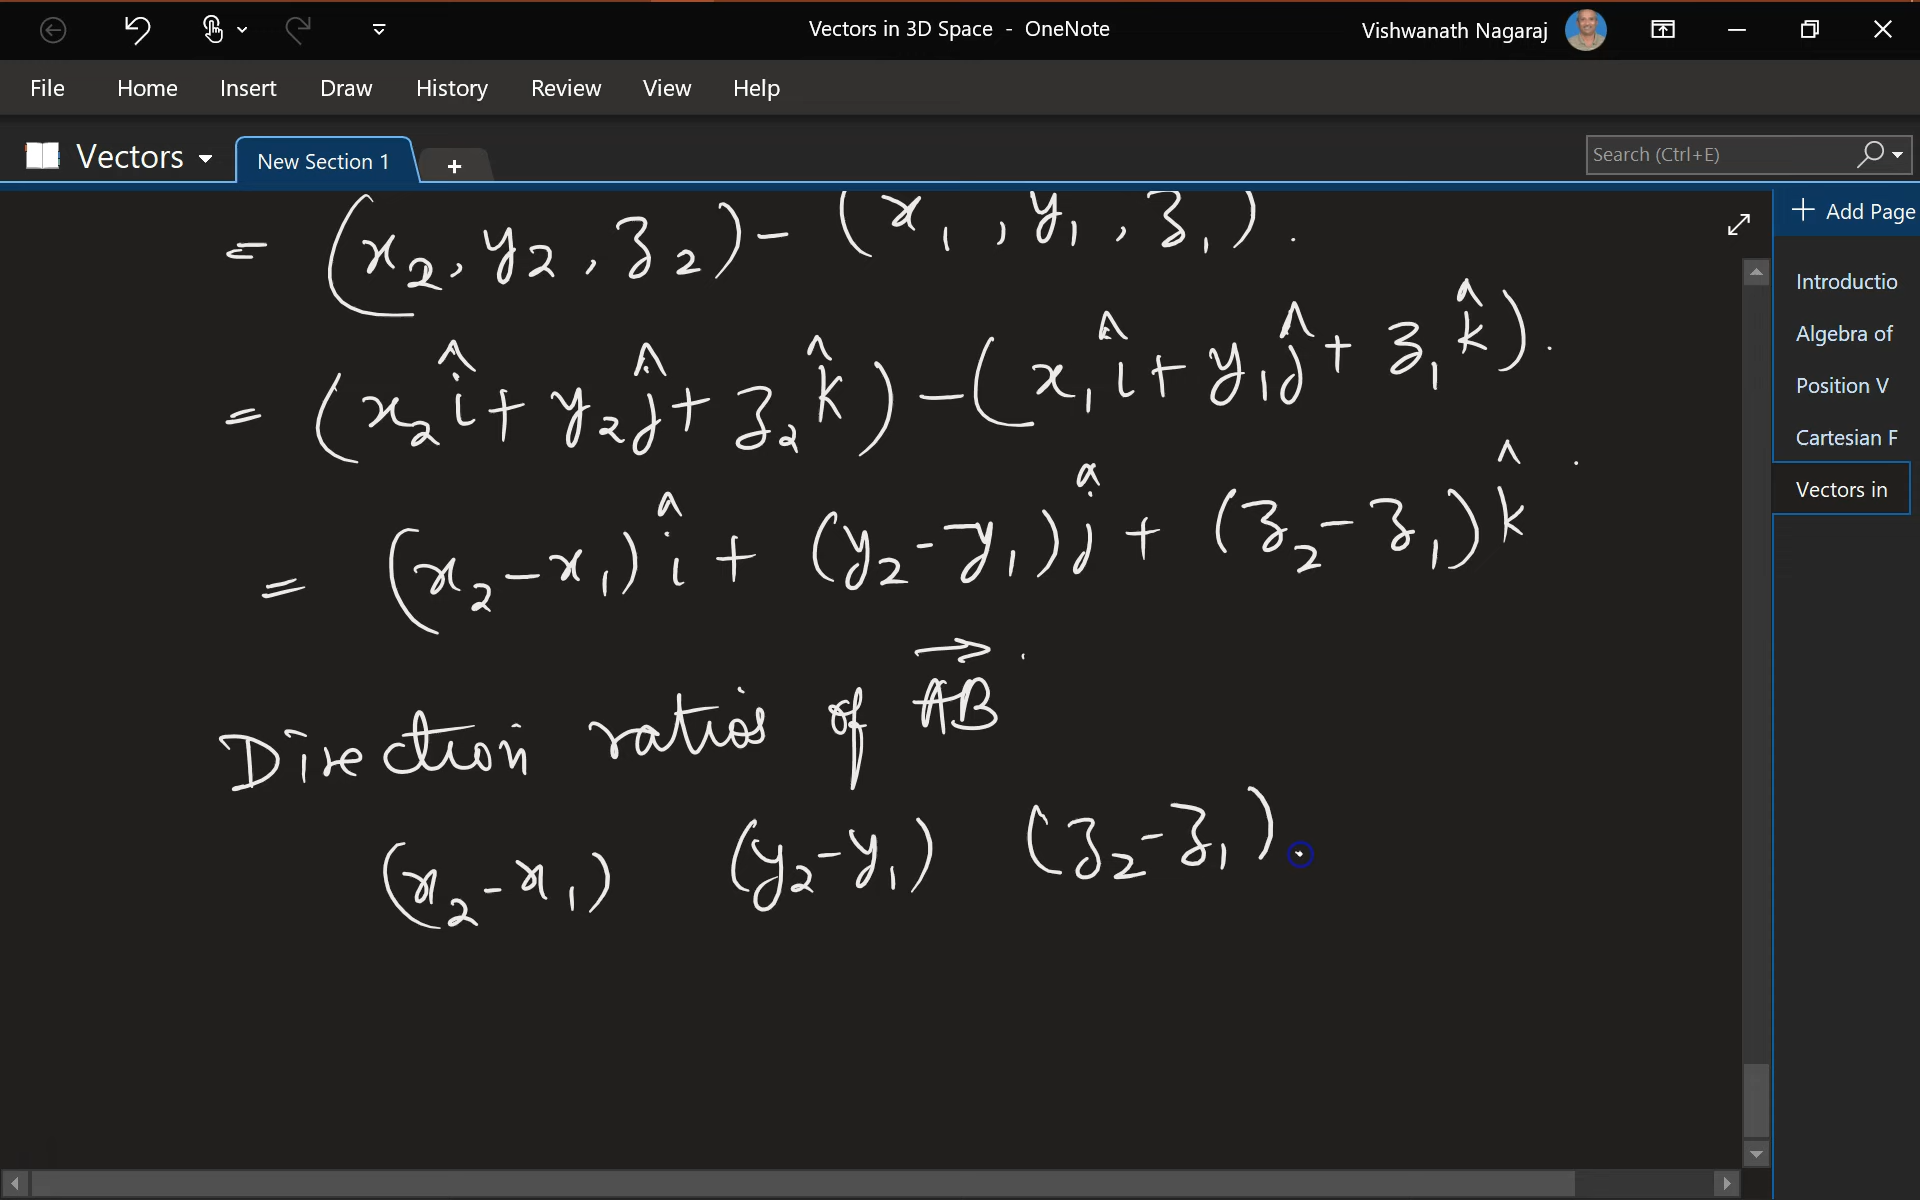 Vectors in 3D Space - OneNote
Vishwanath Nagaraj
File Home Insert Draw History Review View Help
Vectors New Section 1 +
Search (Ctrl+E)
+ Add Page
Introductio
Algebra of
Position V
Cartesian F
Vectors in
= (x₂, y₂, z₂) - (x₁, y₁, z₁).
= (x₂î + y₂ĵ + z₂k̂) - (x₁î + y₁ĵ + z₁k̂).
= (x₂ - x₁)î + (y₂ - y₁)ĵ + (z₂ - z₁)k̂.
Direction ratios of A⃗B⃗.
(x₂ - x₁) (y₂ - y₁) (z₂ - z₁).